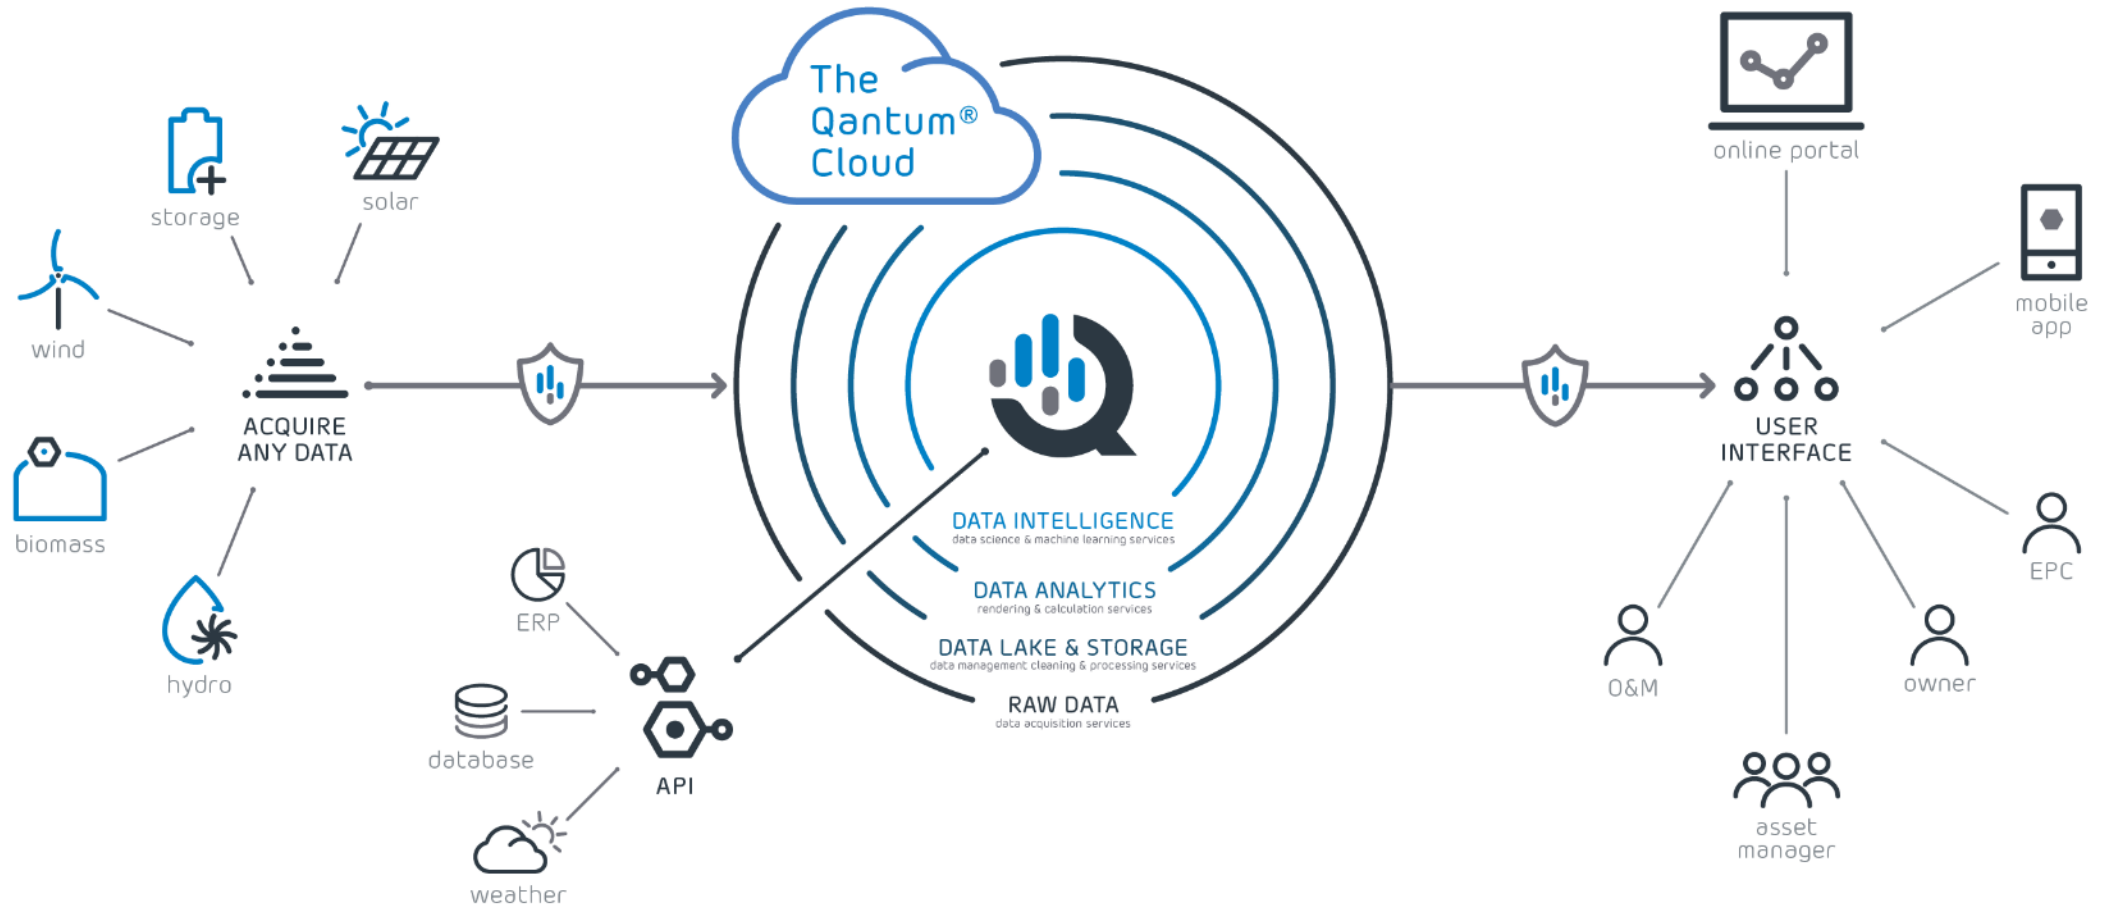 The
Qantum®
Cloud
storage
solar
wind
biomass
hydro
ACQUIRE
ANY DATA
ERP
database
weather
API
DATA INTELLIGENCE
data science & machine learning services
DATA ANALYTICS
rendering & calculation services
DATA LAKE & STORAGE
data management cleaning & processing services
RAW DATA
data acquisition services
online portal
mobile
app
USER
INTERFACE
EPC
O&M
owner
asset
manager